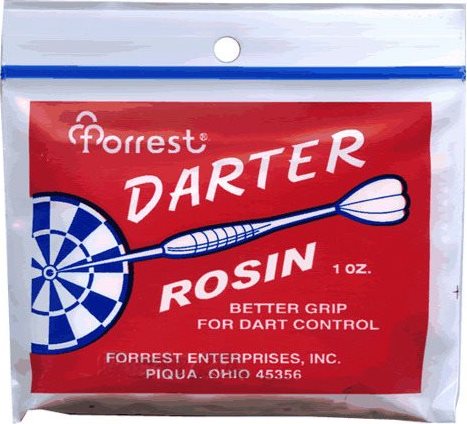 Forrest®
DARTER
ROSIN 1 OZ.
BETTER GRIP
FOR DART CONTROL
FORREST ENTERPRISES, INC.
PIQUA. OHIO 45356